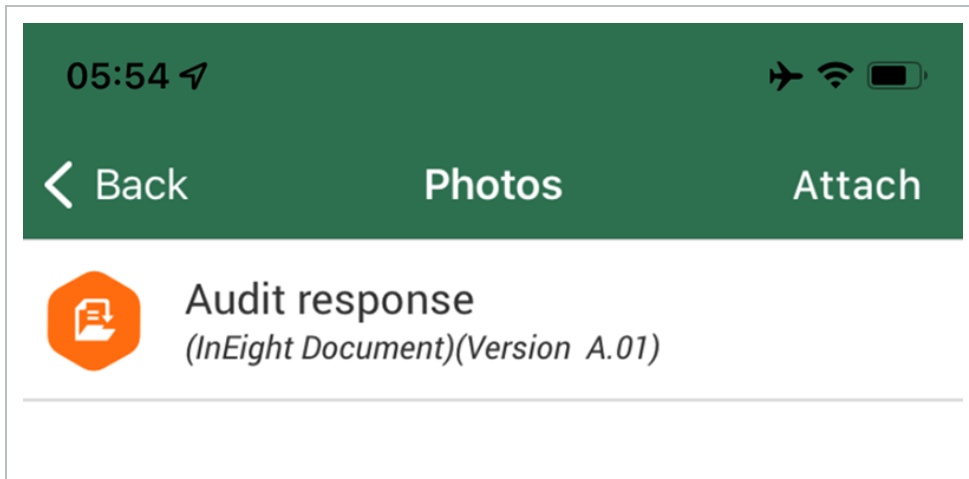 05:54
Back Photos Attach
Audit response
(InEight Document)(Version A.01)